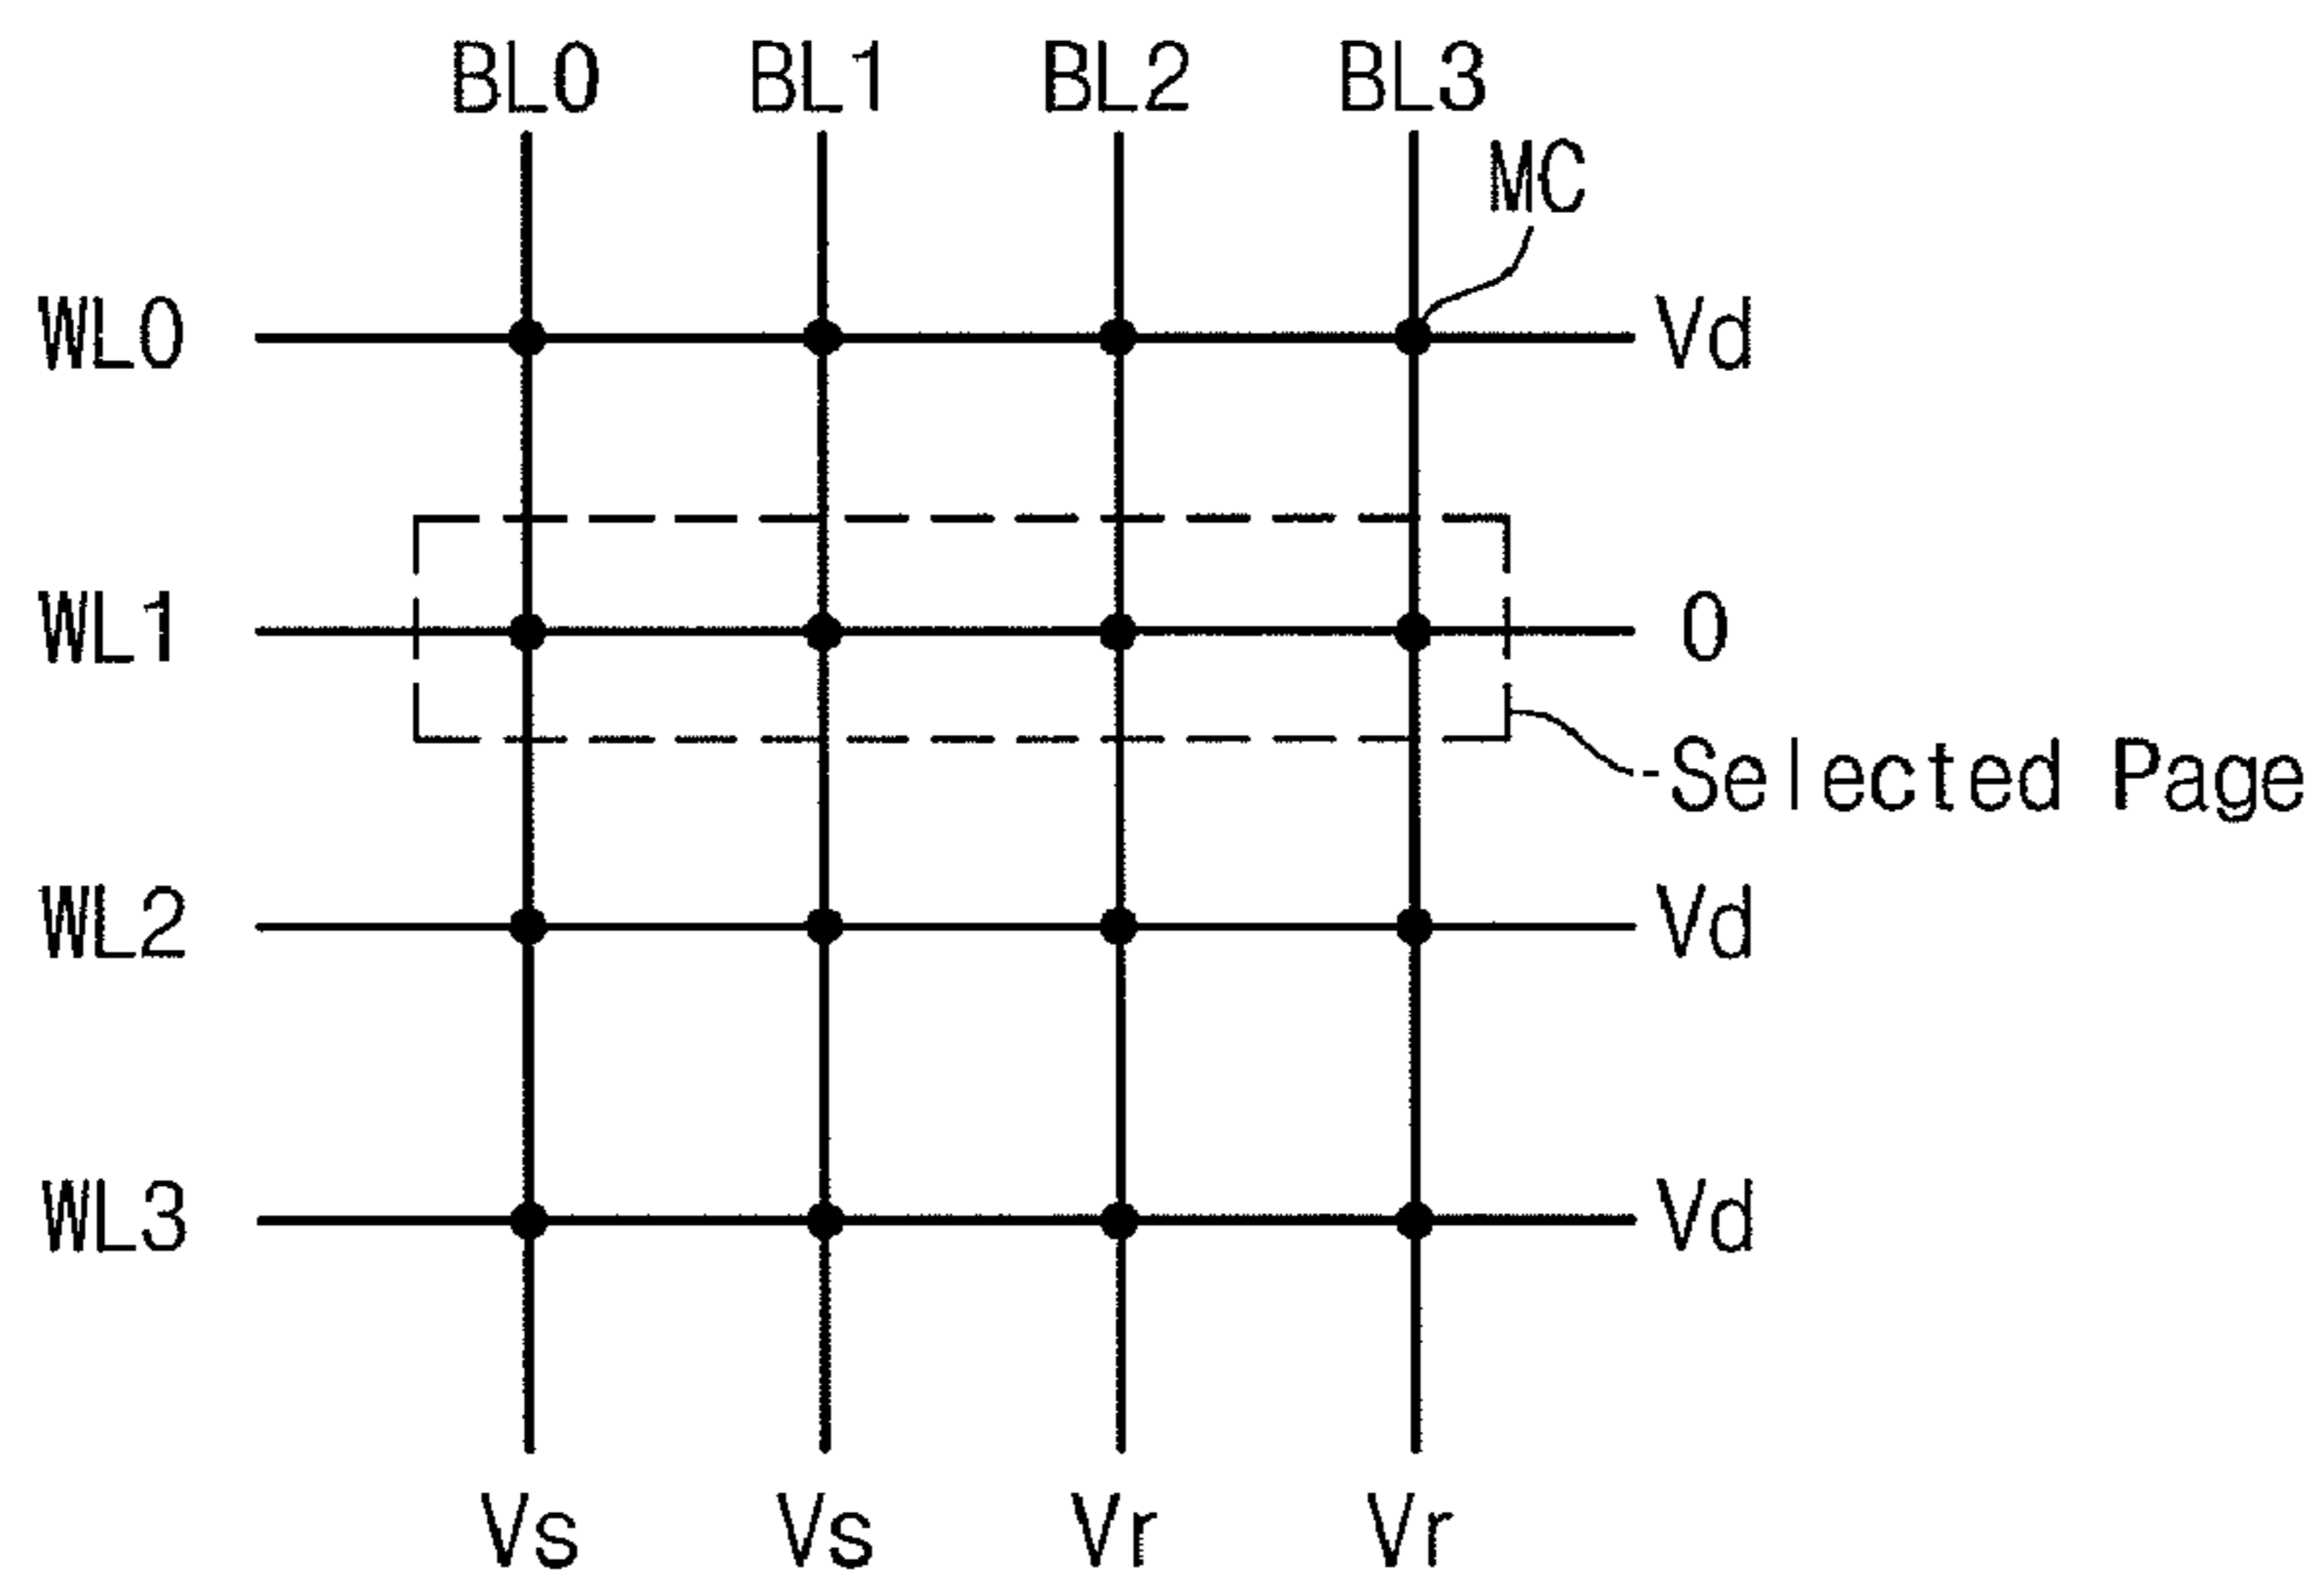 BL0 BL1 BL2 BL3
MC
WL0 Vd
WL1 0
Selected Page
WL2 Vd
WL3 Vd
Vs Vs Vr Vr